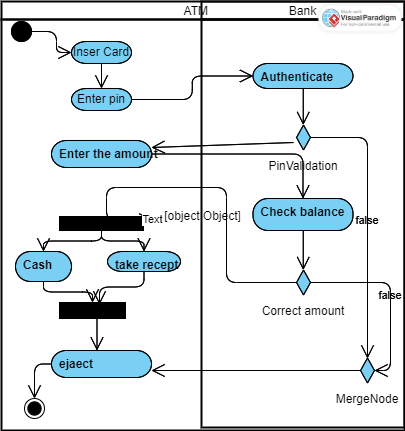 ATM
Bank
Made with
Visual Paradigm
For non-commercial use
Inser Card
Enter pin
Authenticate
Enter the amount
PinValidation
Check balance
Text
[object Object]
false
Cash
take recept
false
Correct amount
ejaect
MergeNode